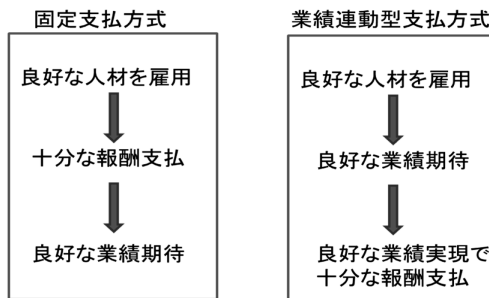 固定支払方式
良好な人材を雇用
十分な報酬支払
良好な業績期待
業績連動型支払方式
良好な人材を雇用
良好な業績期待
良好な業績実現で
十分な報酬支払